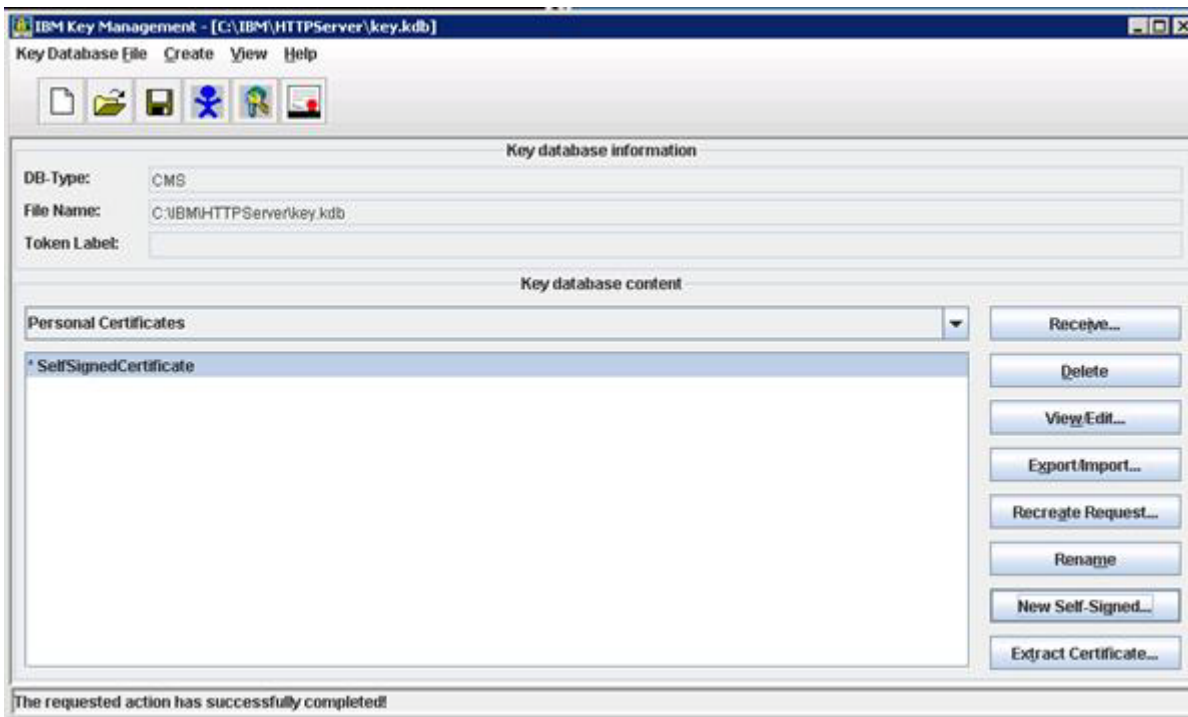 IBM Key Management - [C:\IBM\HTTPServer\key.kdb]
Key Database File Create View Help
Key database information
DB-Type: CMS
File Name: C:\IBM\HTTPServer\key.kdb
Token Label:
Key database content
Personal Certificates
Receive...
* SelfSignedCertificate
Delete
View/Edit...
Export/Import...
Recreate Request...
Rename
New Self-Signed...
Extract Certificate...
The requested action has successfully completed!